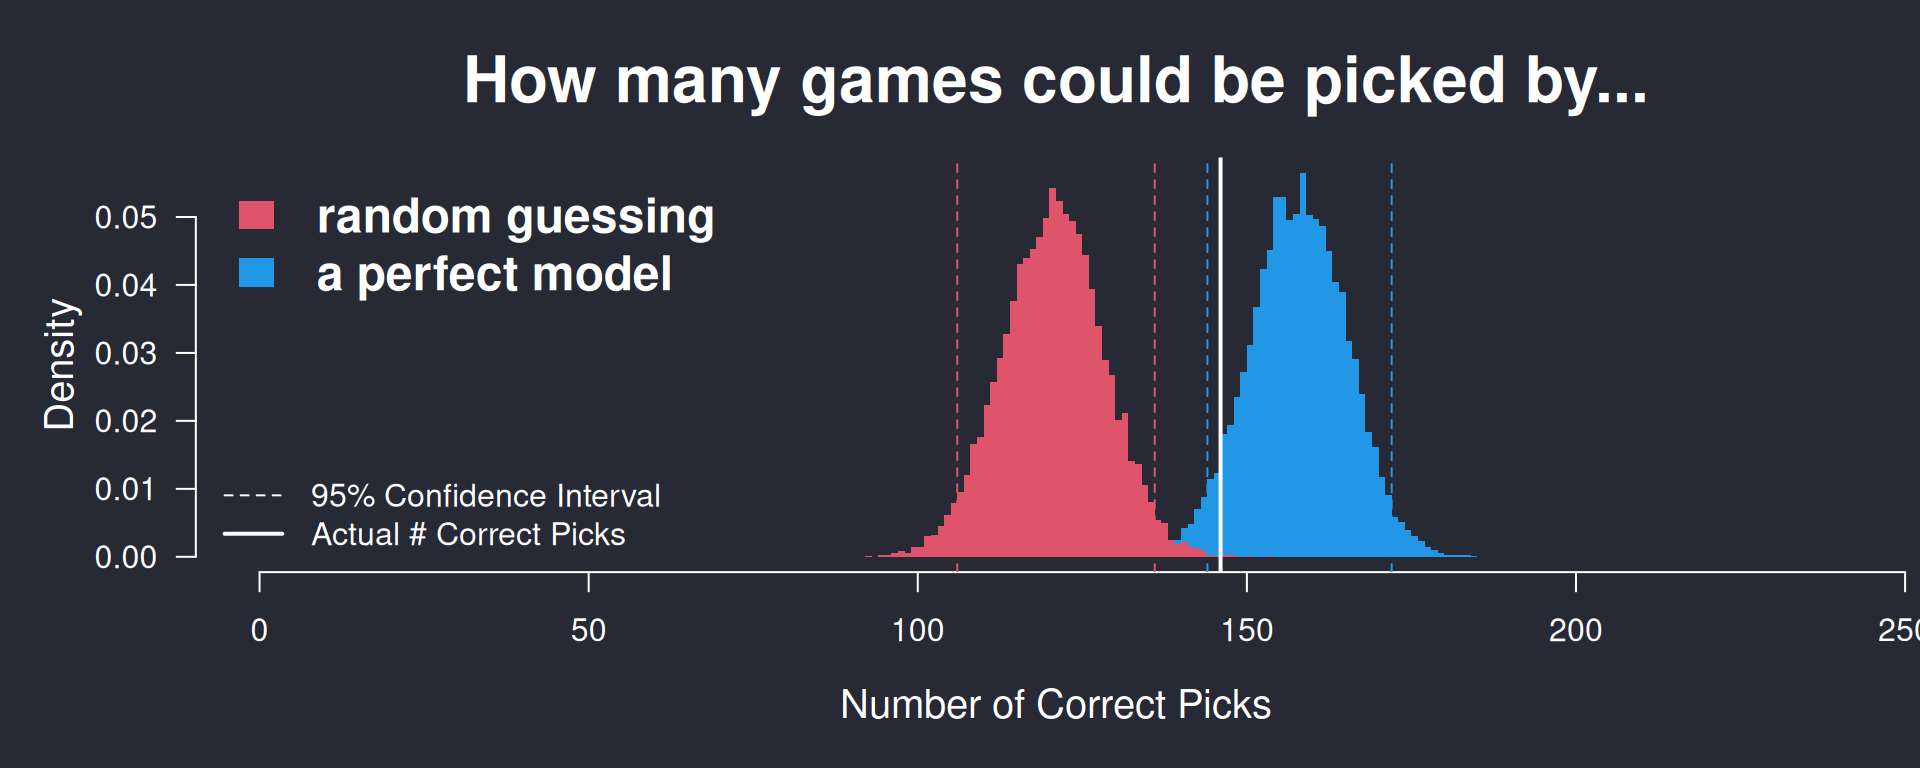 How many games could be picked by...
random guessing
a perfect model
0.05
0.04
0.03
0.02
0.01
0.00
Density
95% Confidence Interval
Actual # Correct Picks
0 50 100 150 200 250
Number of Correct Picks